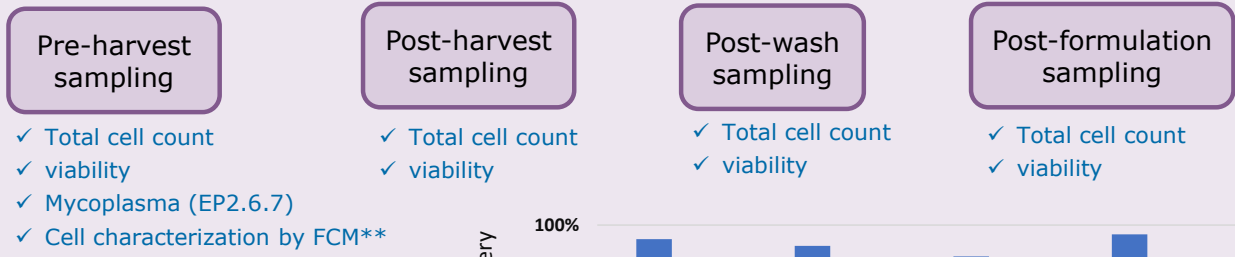 Pre-harvest
sampling
✓ Total cell count
✓ viability
✓ Mycoplasma (EP2.6.7)
✓ Cell characterization by FCM**
Post-harvest
sampling
✓ Total cell count
✓ viability
Post-wash
sampling
✓ Total cell count
✓ viability
Post-formulation
sampling
✓ Total cell count
✓ viability
100%